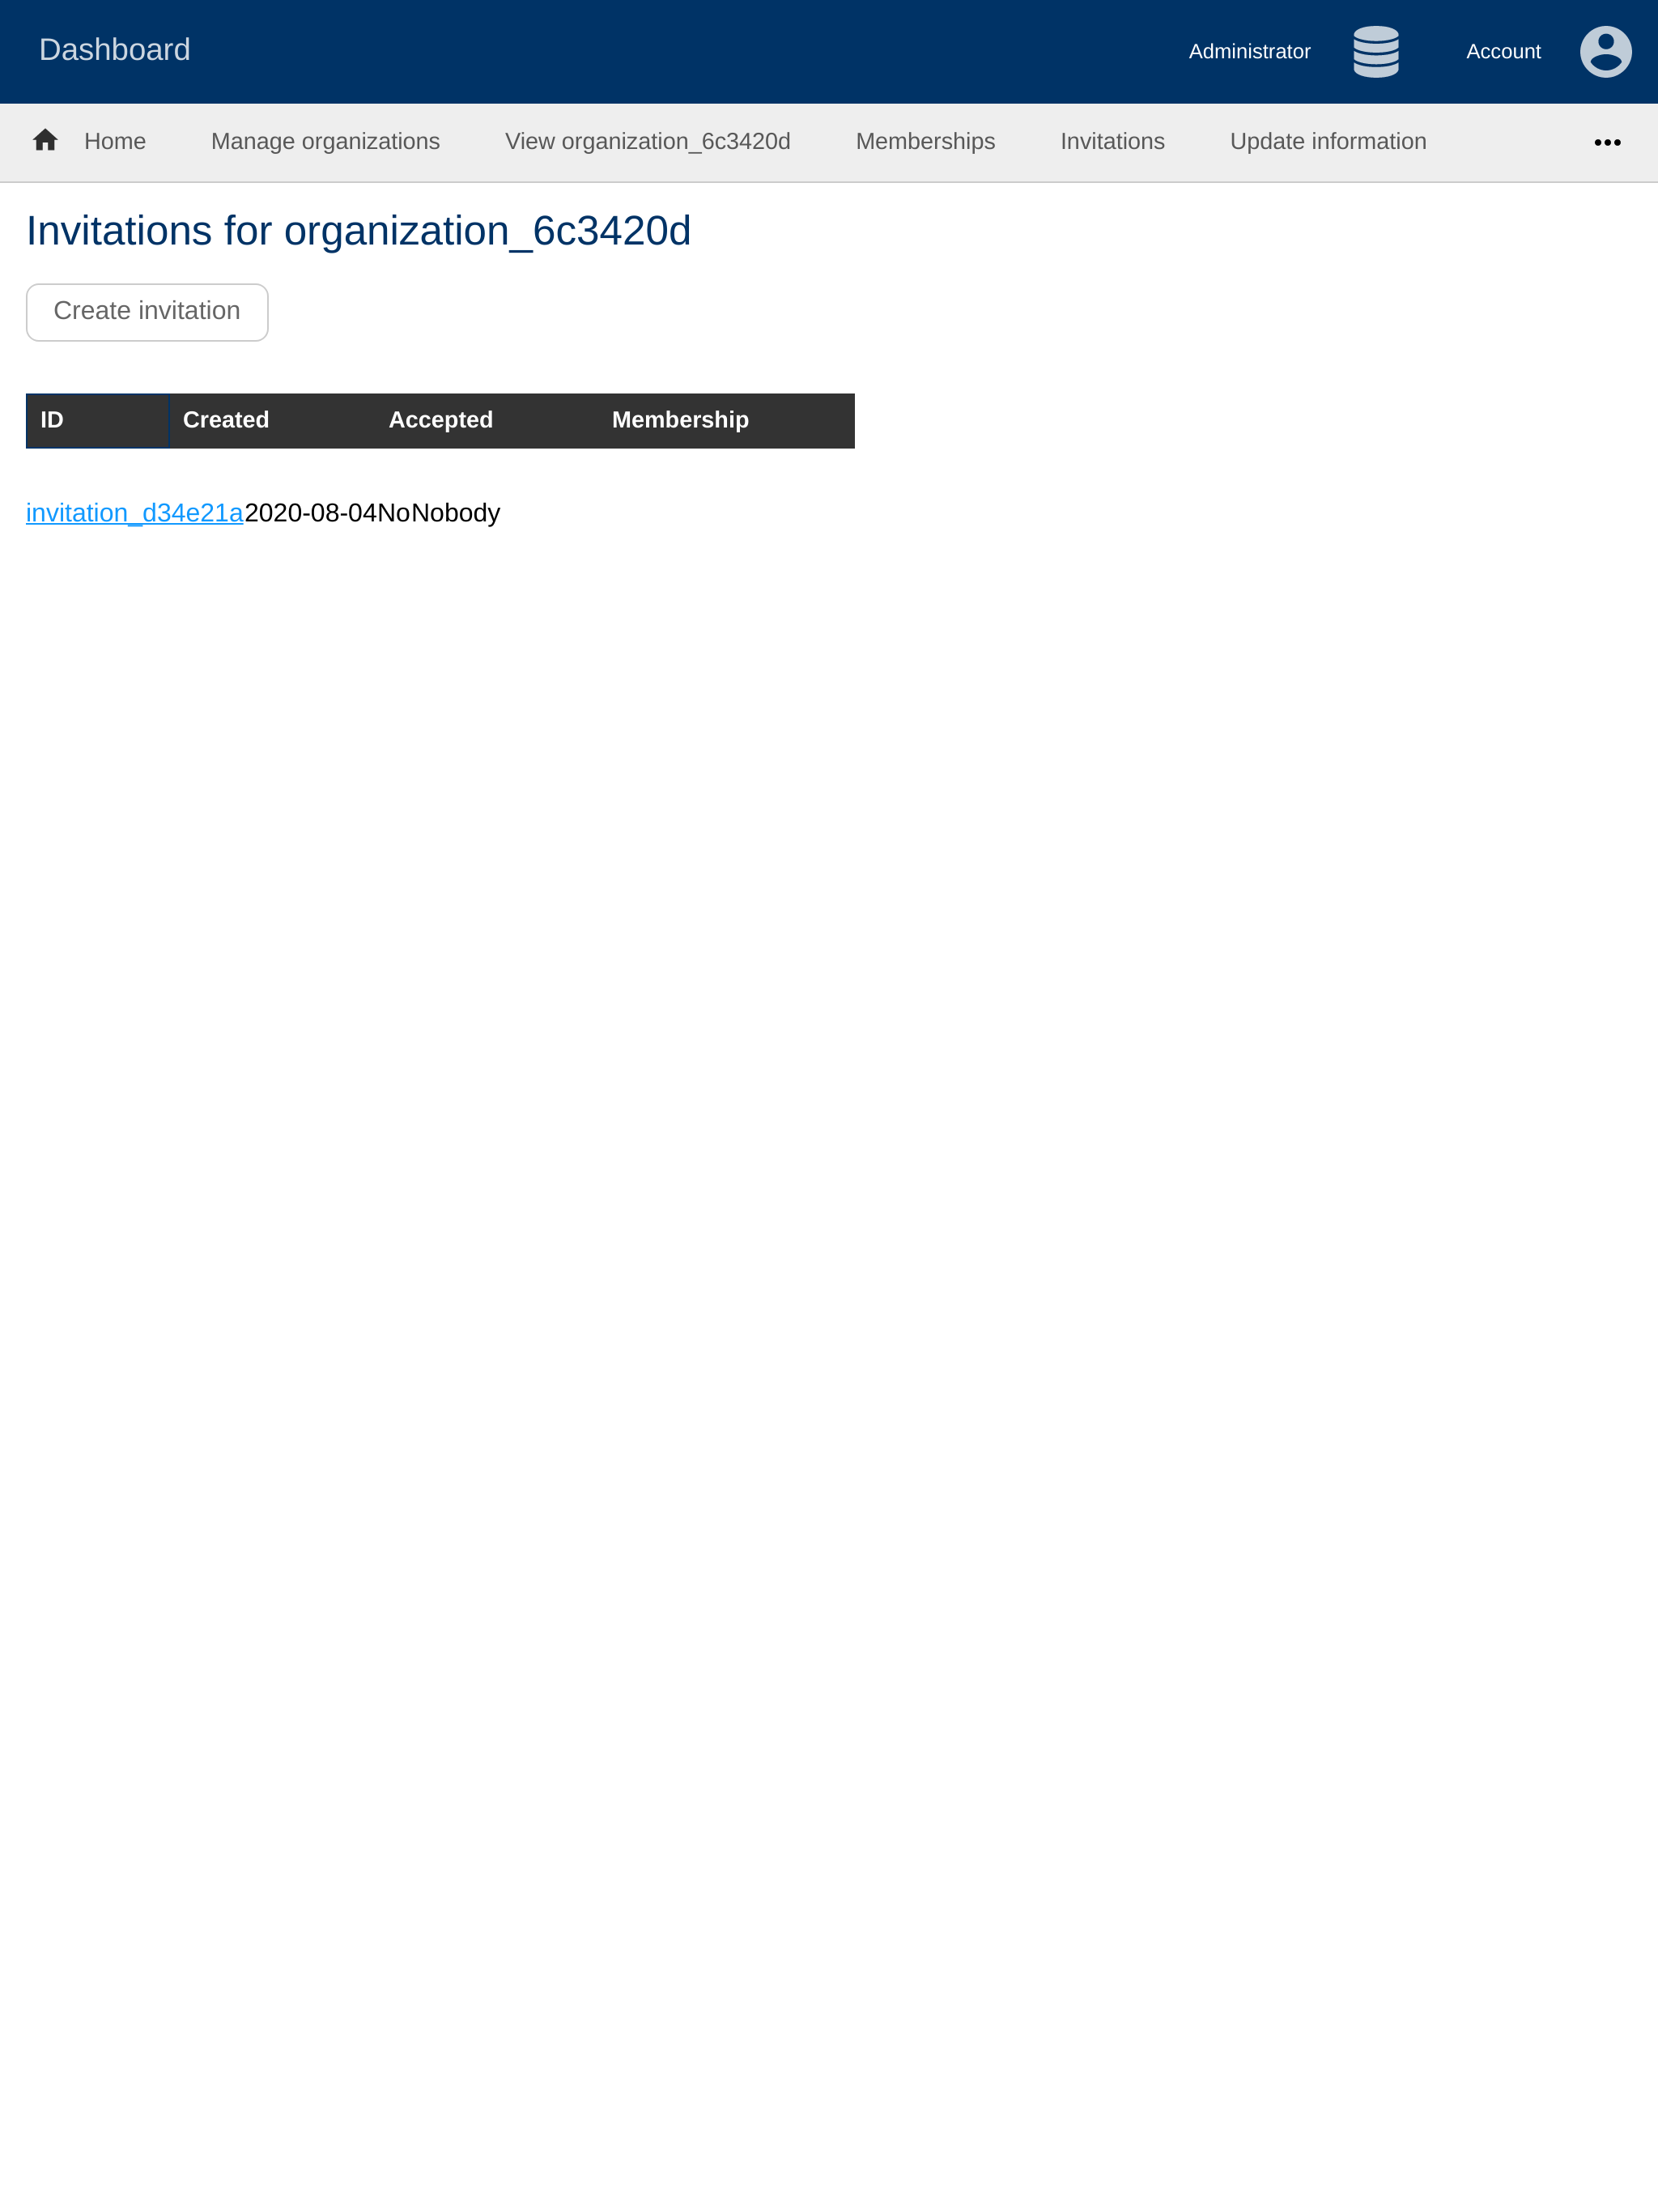 Dashboard Administrator Account
Home Manage organizations View organization_6c3420d Memberships Invitations Update information
Invitations for organization_6c3420d
Create invitation
ID Created Accepted Membership
invitation_d34e21a2020-08-04NoNobody